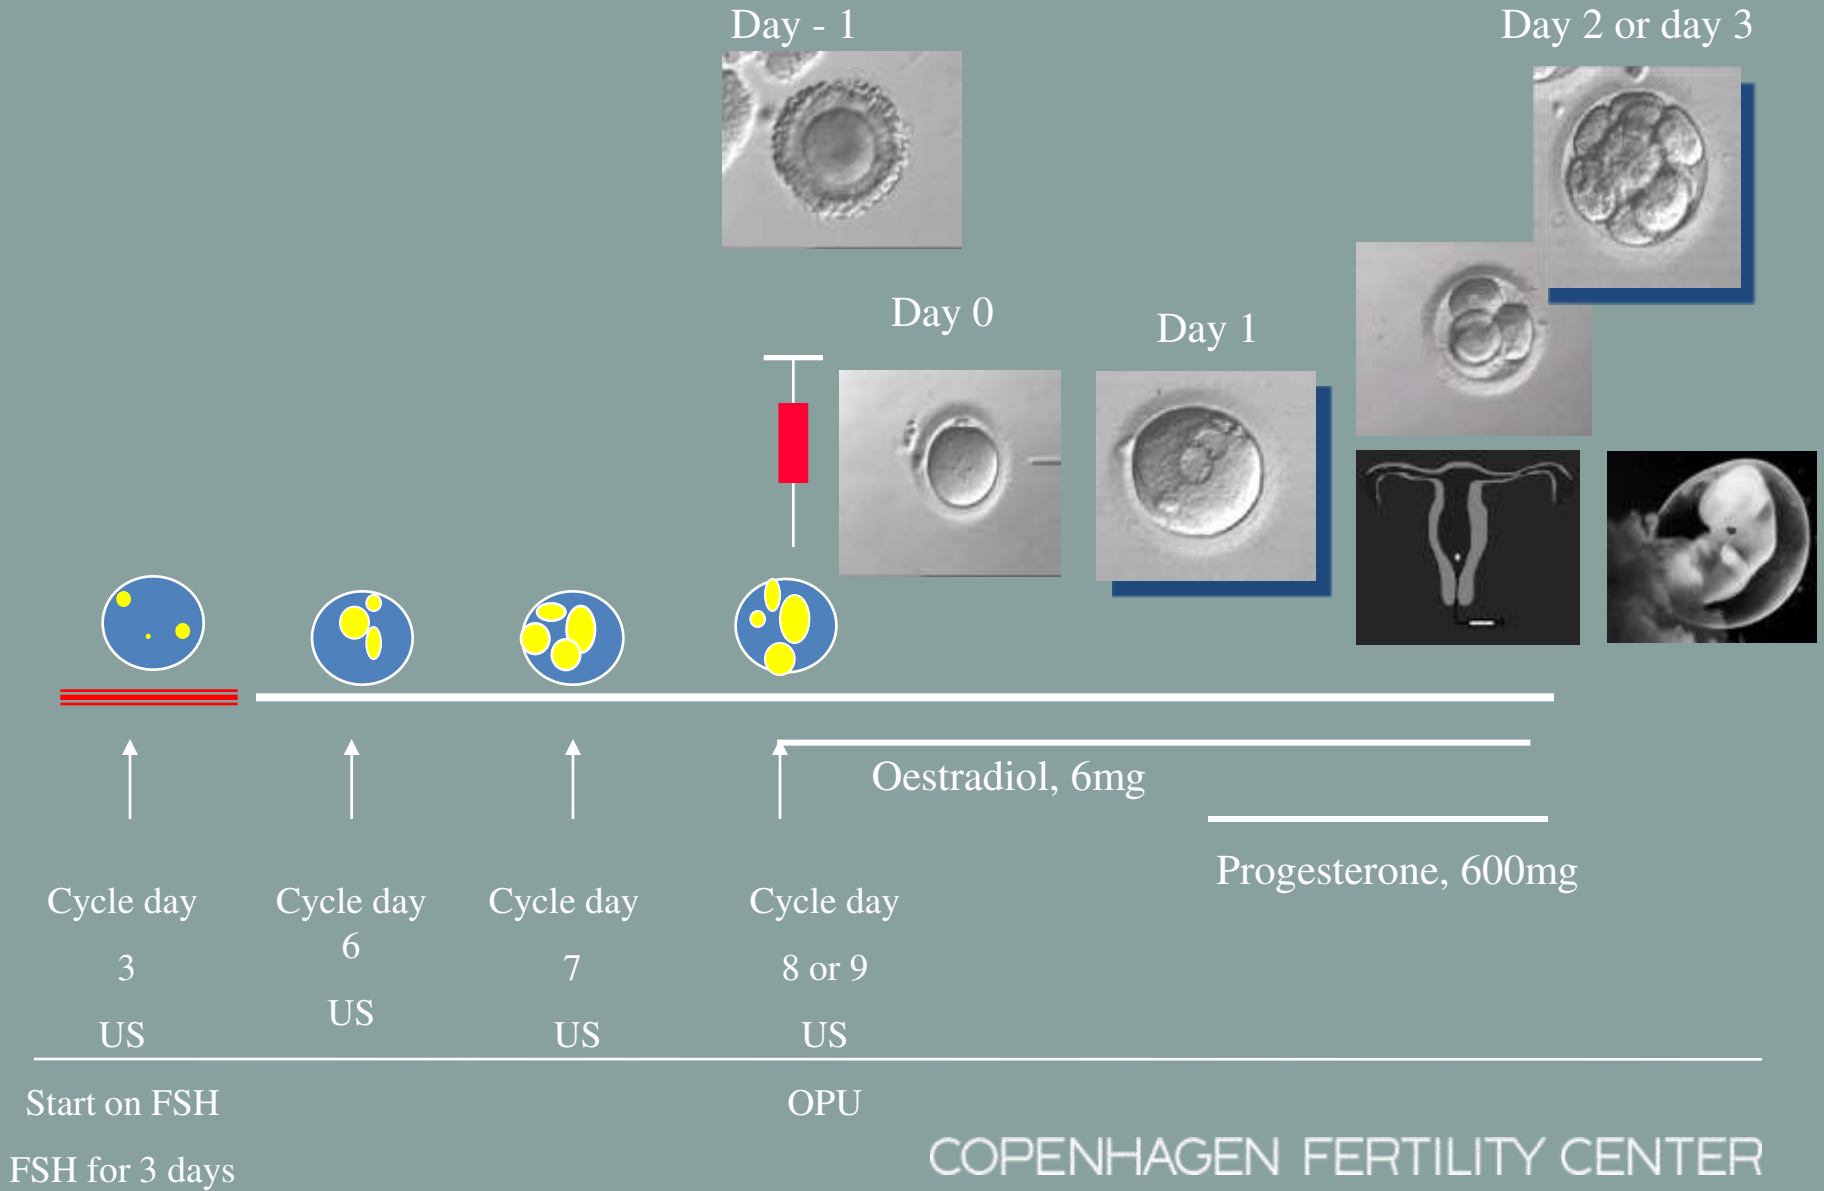 Day - 1
Day 2 or day 3
Day 0
Day 1
Oestradiol, 6mg
Progesterone, 600mg
Cycle day
3
US
Cycle day
6
US
Cycle day
7
US
Cycle day
8 or 9
US
Start on FSH
FSH for 3 days
OPU
COPENHAGEN FERTILITY CENTER